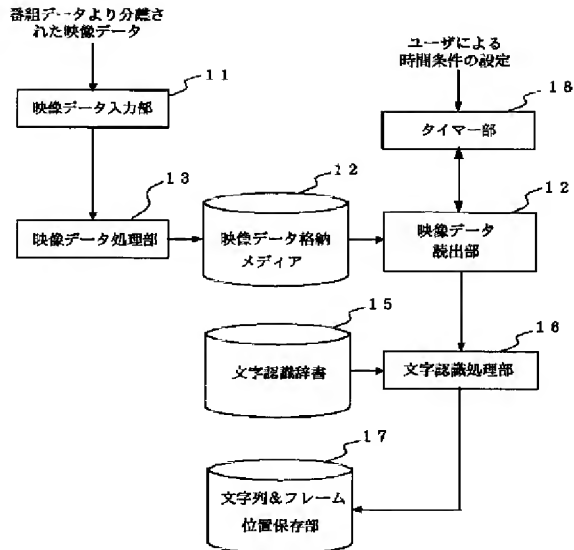 番組データより分離さ
れた映像データ
ユーザによる
時間条件の設定
11
18
映像データ入力部
タイマー部
13
12
12
映像データ処理部
映像データ格納
メディア
映像データ
読出部
15
16
文字認識辞書
文字認識処理部
17
文字列&フレーム
位置保存部